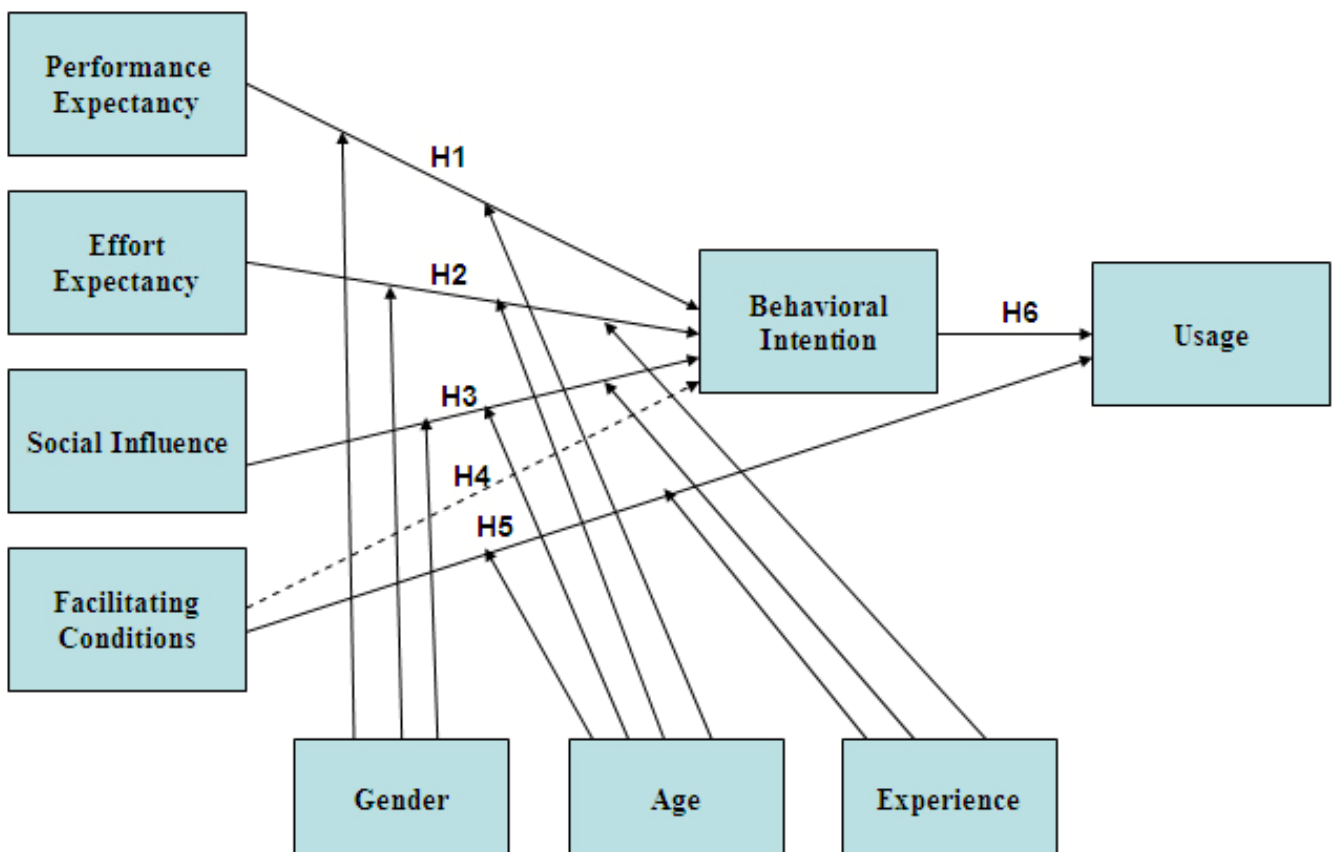 Performance
Expectancy
H1
Effort
Expectancy
H2
Behavioral
Intention
H6
Usage
Social Influence
H3
H4
H5
Facilitating
Conditions
Gender
Age
Experience